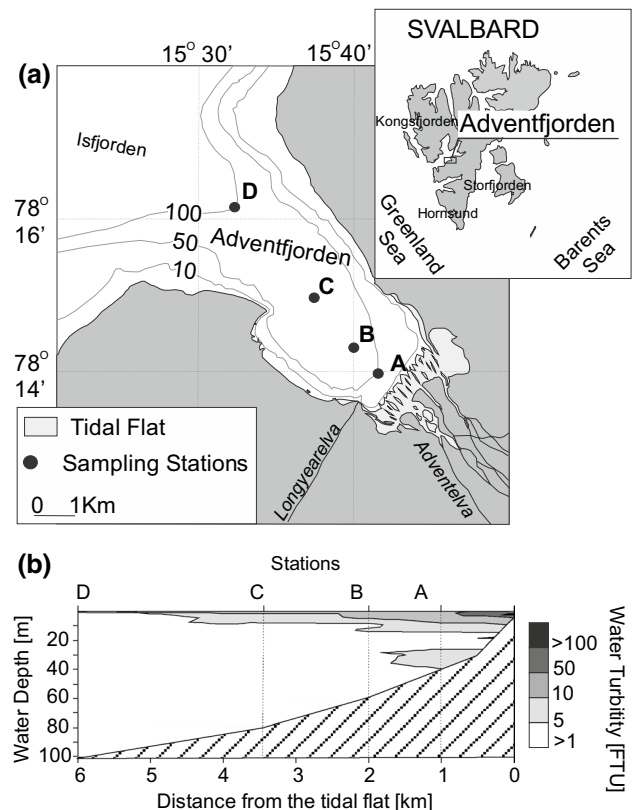 (a)
15° 30’
15° 40’
SVALBARD
Kongsfjorden
Adventfjorden
Storfjorden
Hornsund
Greenland
Sea
Barents
Sea
Isfjorden
D
78°
16’
100
50
10
Adventfjorden
C
B
A
78°
14’
Tidal Flat
Sampling Stations
0 1Km
Longyearelva
Adventelva
(b)
Stations
D C B A
Water Depth [m]
20
40
60
80
100
6 5 4 3 2 1 0
Distance from the tidal flat [km]
>100
50
10
5
>1
Water Turbitity [FTU]